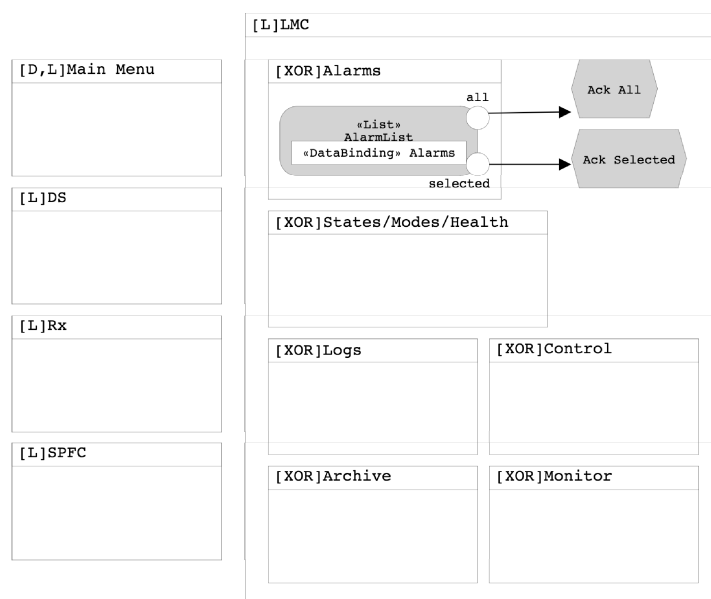 [L]LMC
[D,L]Main Menu
[XOR]Alarms
all
Ack All
«List»
AlarmList
«DataBinding» Alarms
Ack Selected
selected
[L]DS
[XOR]States/Modes/Health
[L]Rx
[XOR]Logs
[XOR]Control
[L]SPFC
[XOR]Archive
[XOR]Monitor